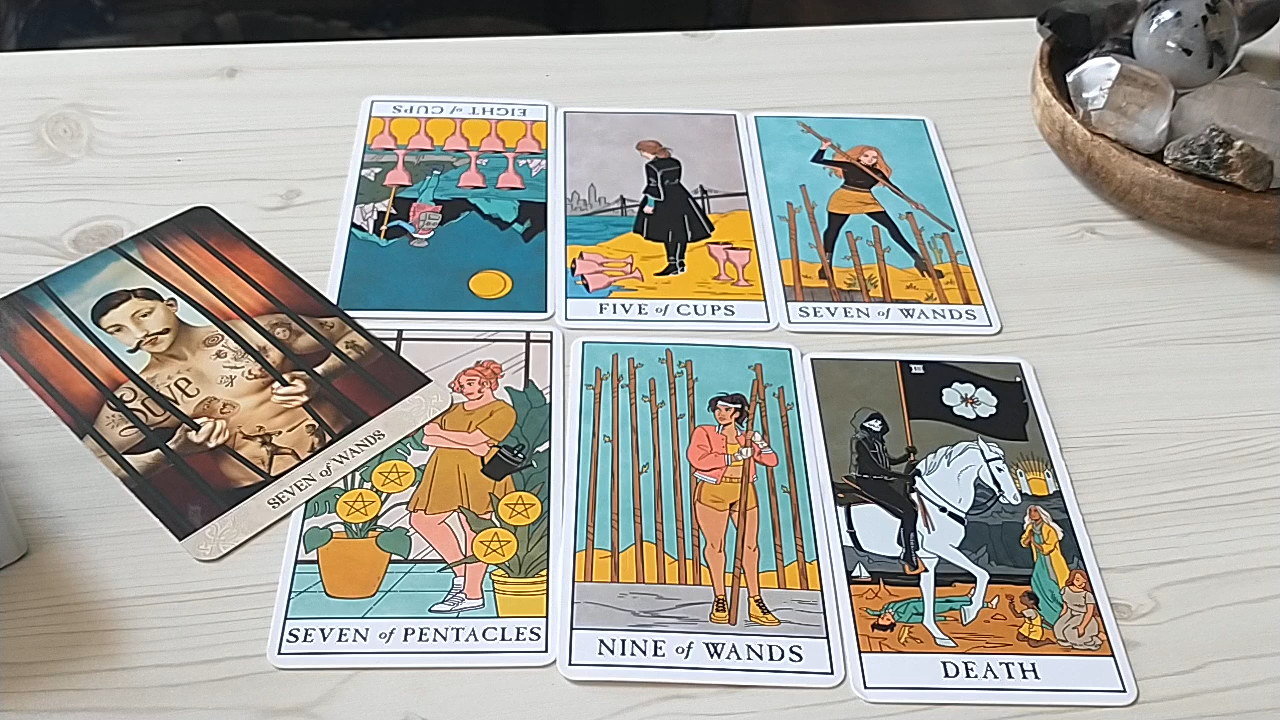 EIGHT of CUPS
FIVE of CUPS
SEVEN of WANDS
Love
SEVEN of WANDS
SEVEN of PENTACLES
NINE of WANDS
DEATH